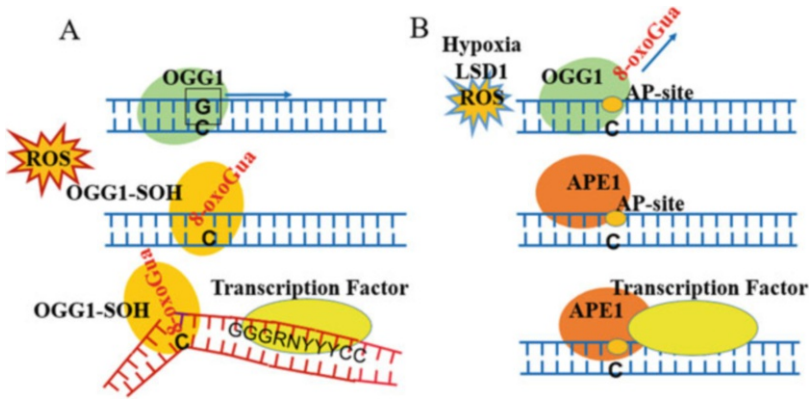 A
OGG1
G
C
ROS
OGG1-SOH
8-oxoGua
C
OGG1-SOH
8-oxoGua
C
Transcription Factor
GGGRNYYYCC
B
Hypoxia
LSD1
ROS
OGG1
8-oxoGua
AP-site
C
APE1
AP-site
C
APE1
Transcription Factor
C